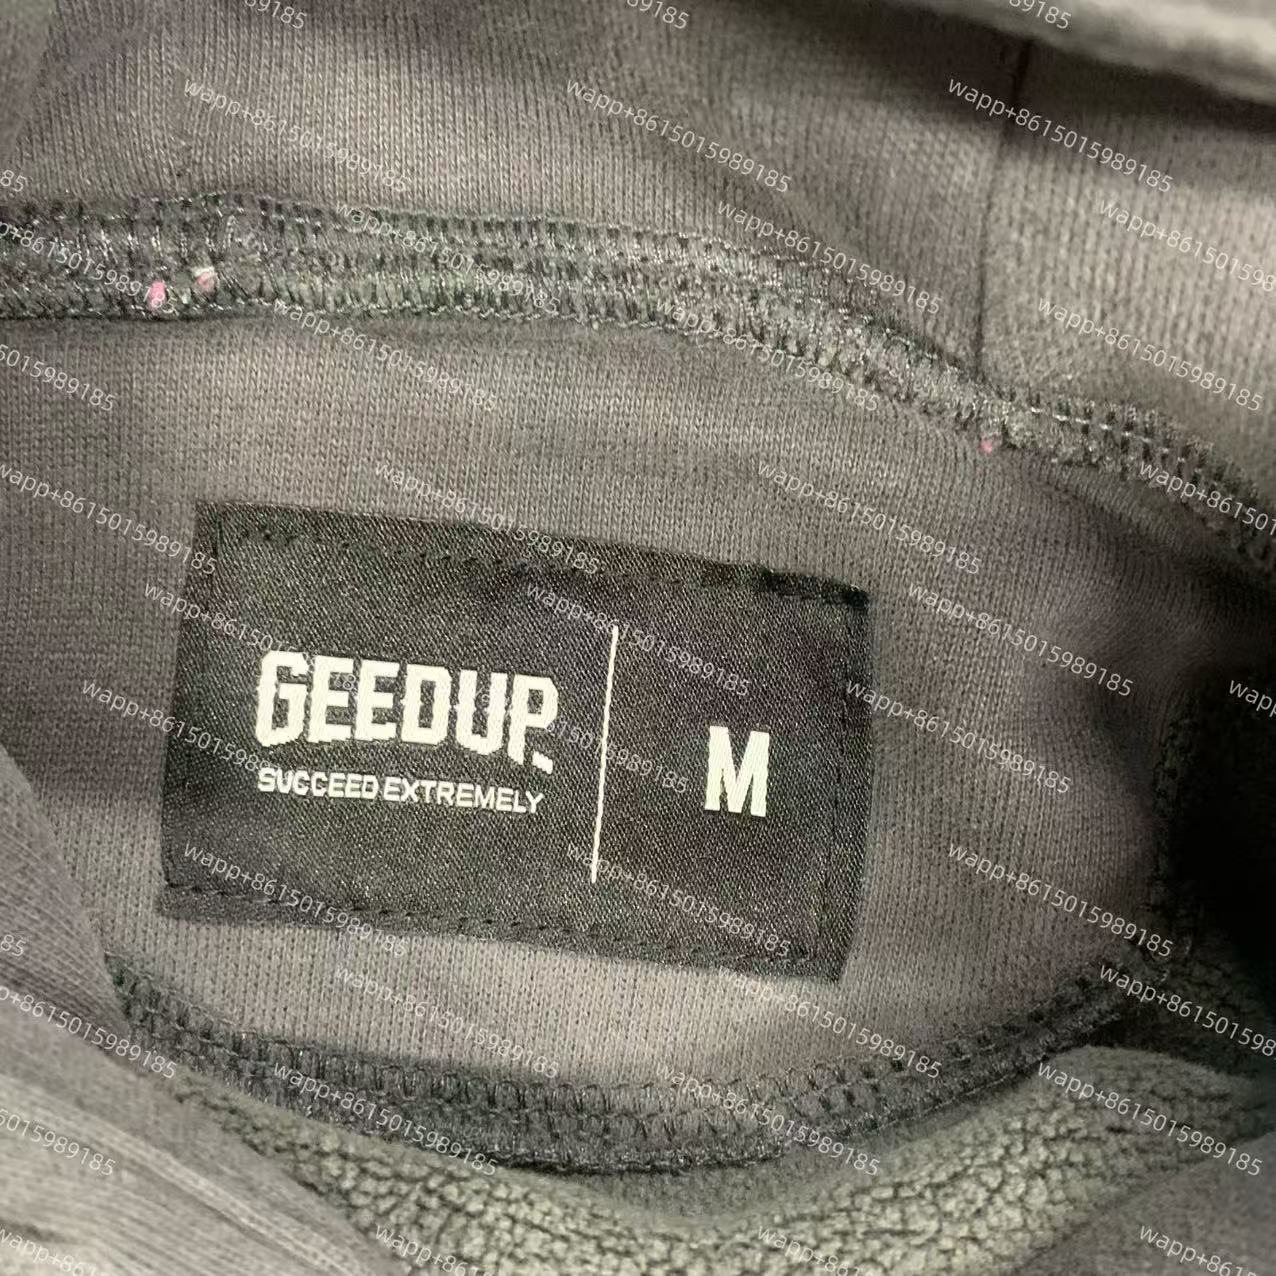 GEEDUP.
SUCCEED EXTREMELY
M
wapp+8615015989185